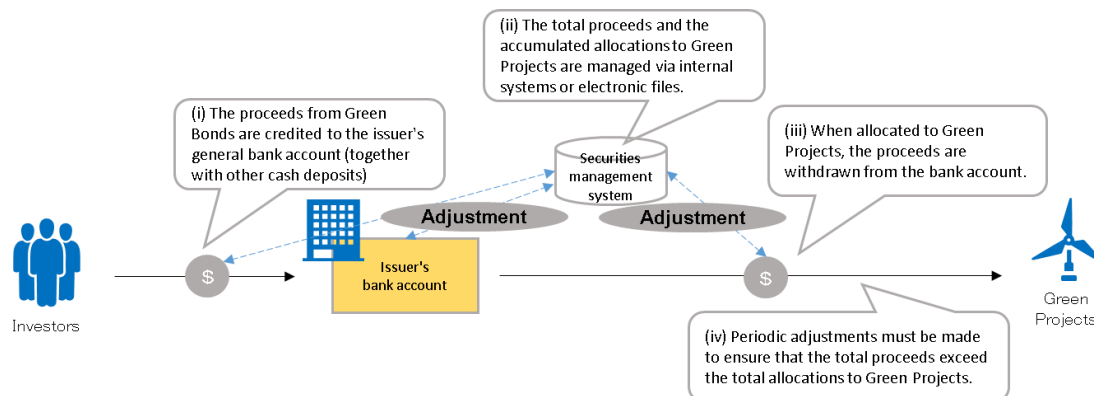 (i) The proceeds from Green
Bonds are credited to the issuer's
general bank account (together
with other cash deposits)
(ii) The total proceeds and the
accumulated allocations to Green
Projects are managed via internal
systems or electronic files.
(iii) When allocated to Green
Projects, the proceeds are
withdrawn from the bank account.
Securities
management
system
Adjustment
Adjustment
Investors
$
Issuer's
bank account
$
Green
Projects
(iv) Periodic adjustments must be made
to ensure that the total proceeds exceed
the total allocations to Green Projects.